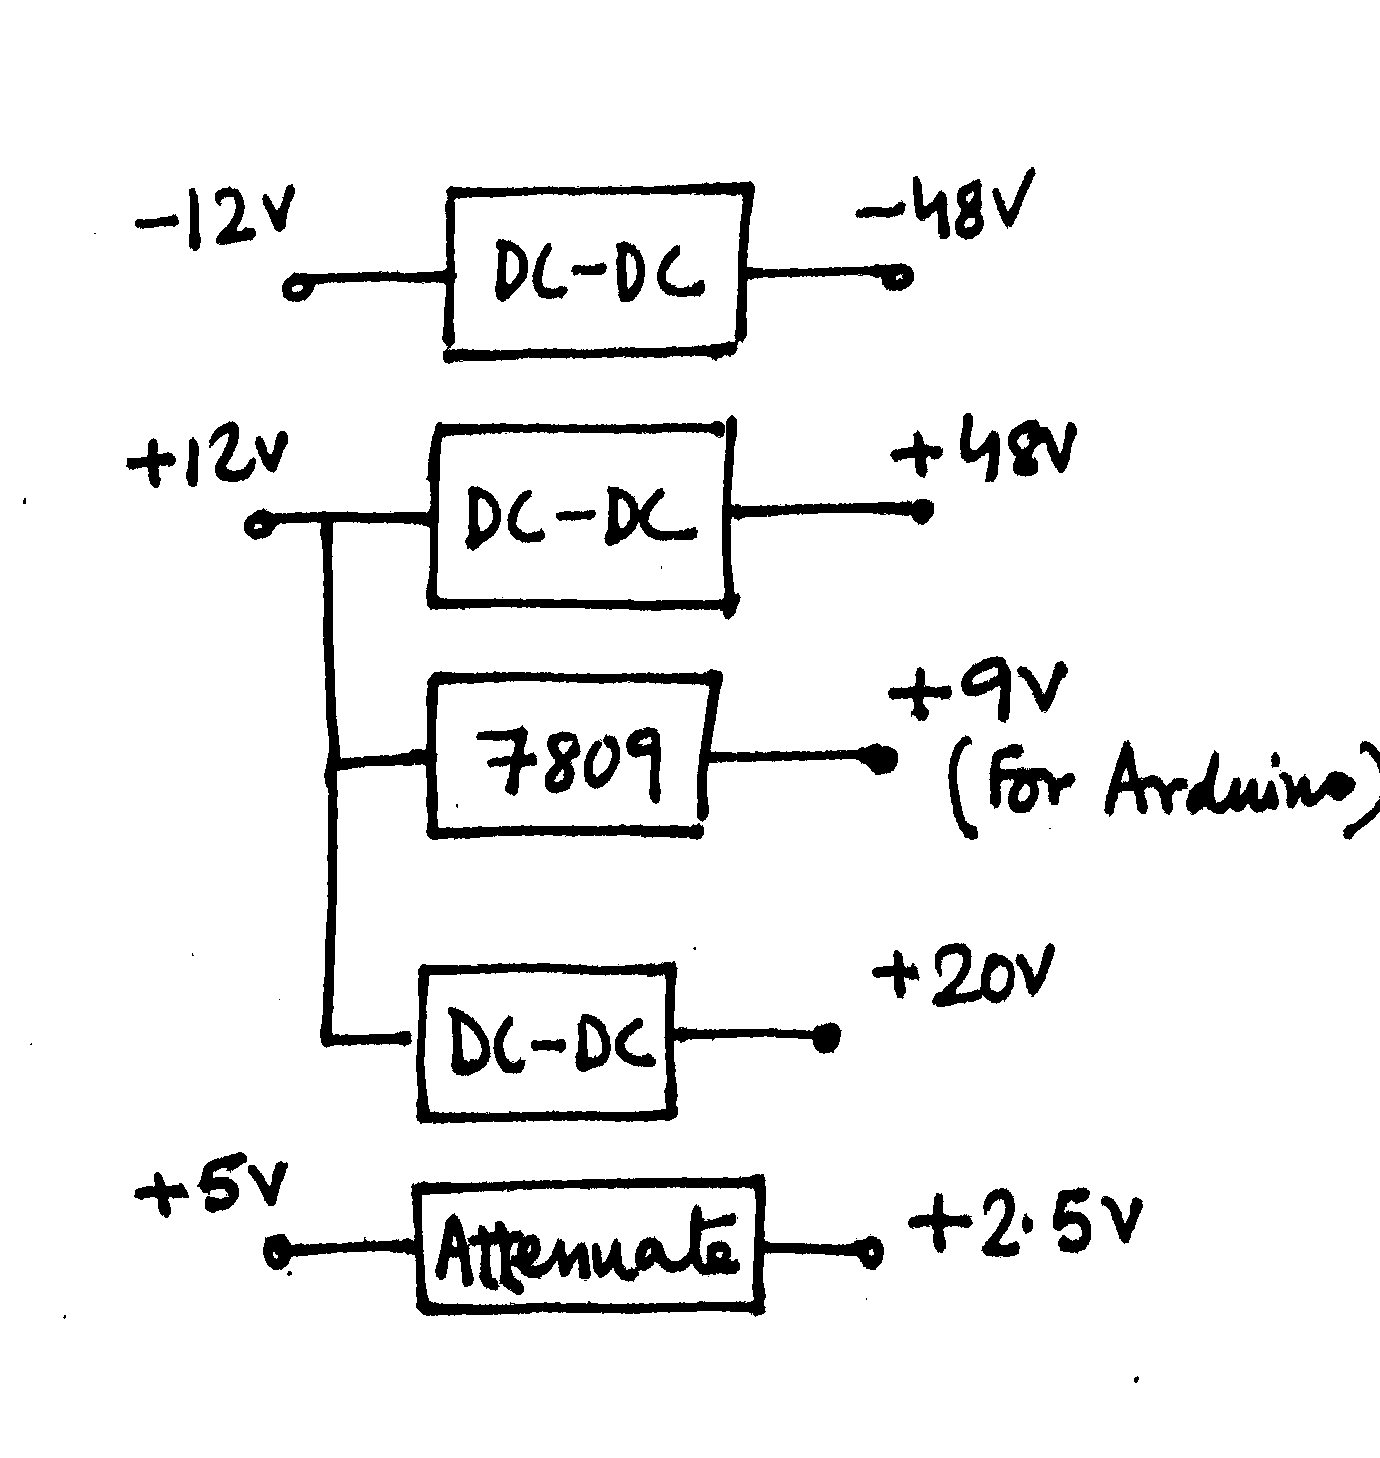 -12V
DC-DC
-48V
+12V
DC-DC
+48V
7809
+9V
(For Arduino)
DC-DC
+20V
+5V
Attenuate
+2.5V